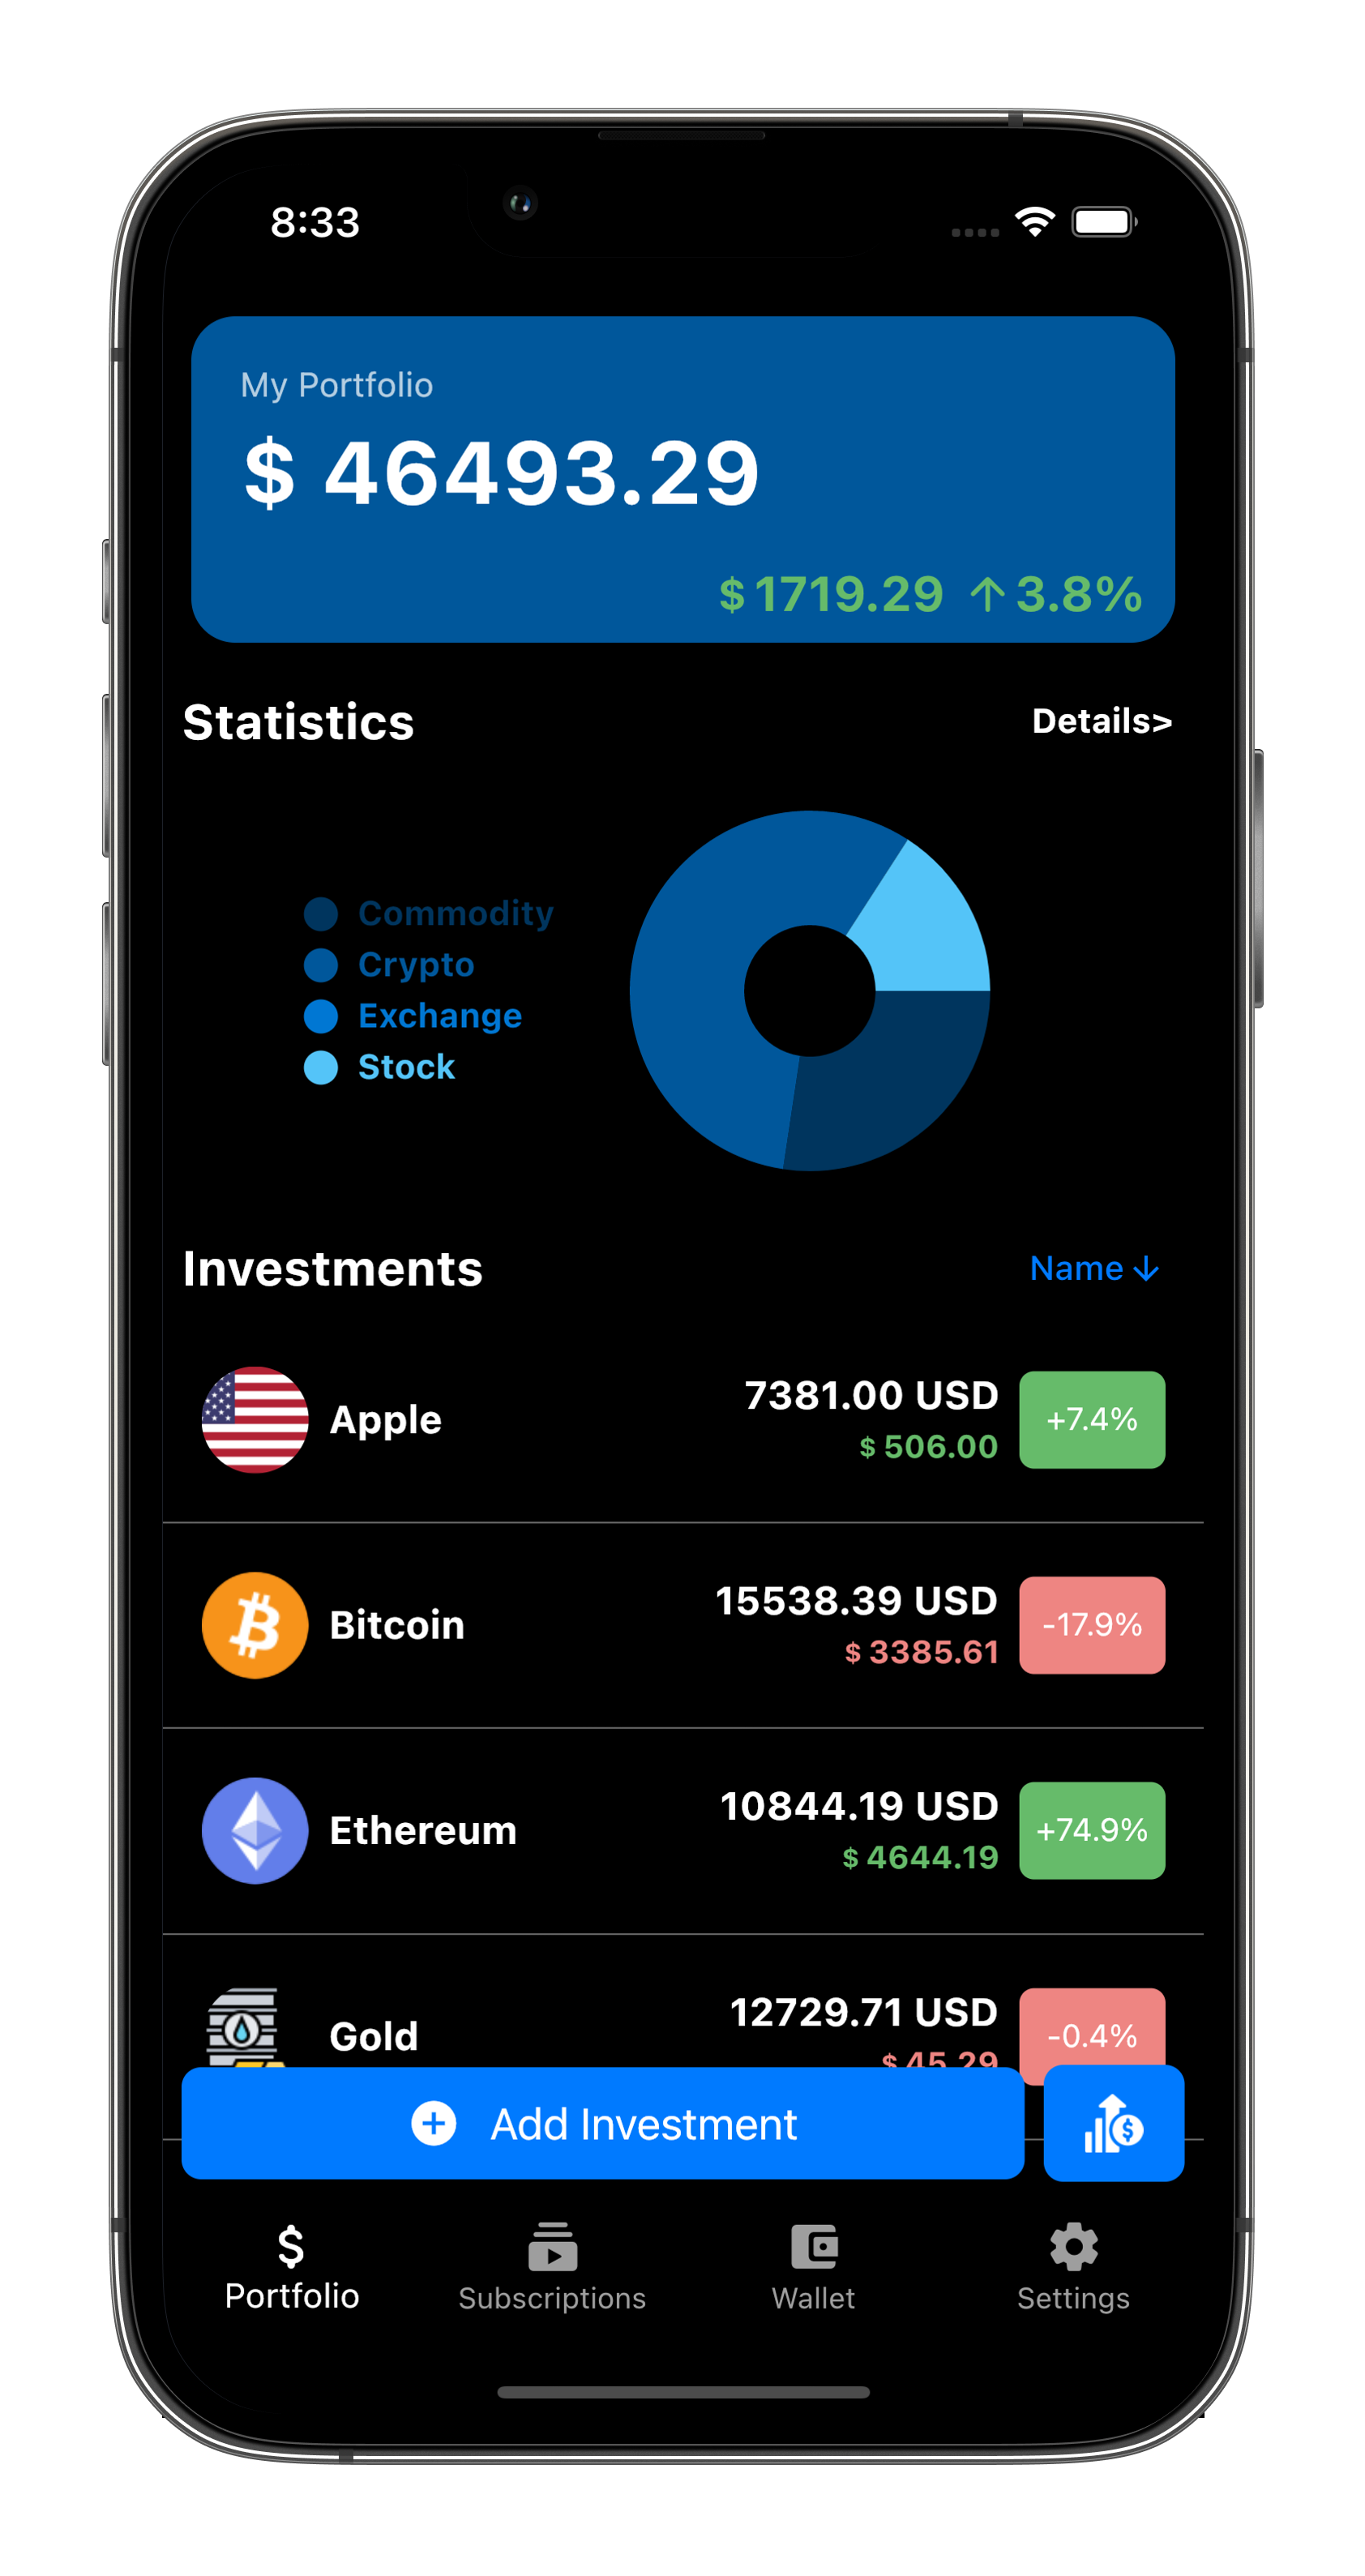 8:33
My Portfolio
$ 46493.29
$ 1719.29 ↑ 3.8%
Statistics
Details>
Commodity
Crypto
Exchange
Stock
Investments
Name ↓
Apple
7381.00 USD
$ 506.00
+7.4%
Bitcoin
15538.39 USD
$ 3385.61
-17.9%
Ethereum
10844.19 USD
$ 4644.19
+74.9%
Gold
12729.71 USD
$ 45.29
-0.4%
Add Investment
Portfolio
Subscriptions
Wallet
Settings